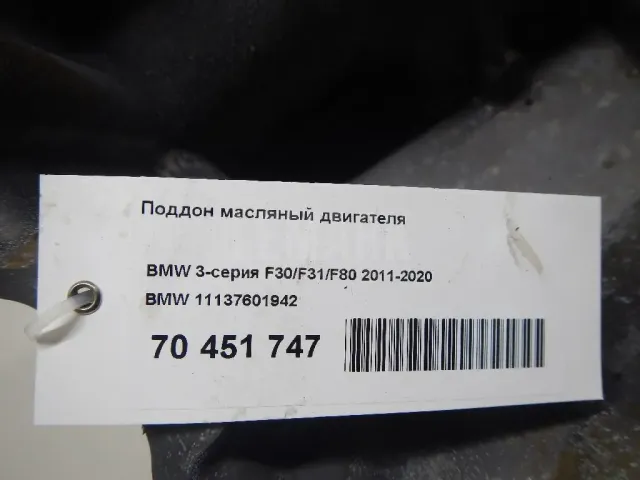 Поддон масляный двигателя
BMW 3-серия F30/F31/F80 2011-2020
BMW 11137601942
70 451 747